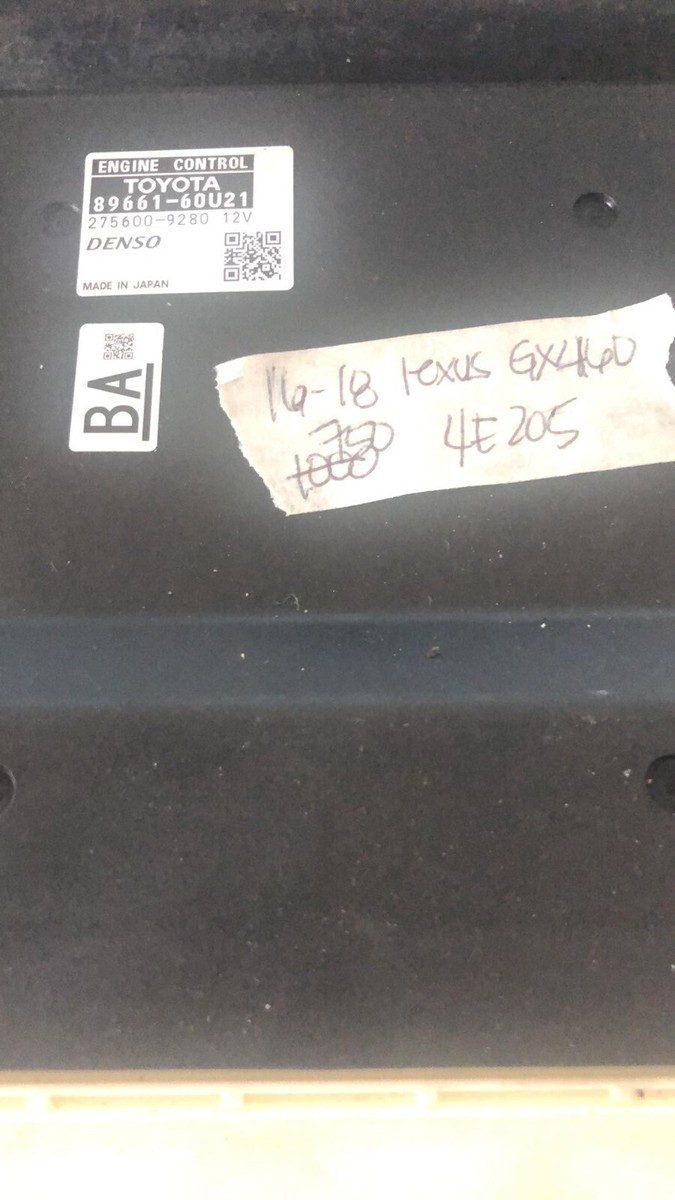 ENGINE CONTROL
TOYOTA
89661-60U21
275600-9280 12V
DENSO
MADE IN JAPAN
BA
16-18 lexus GX460
750
1000 4E205